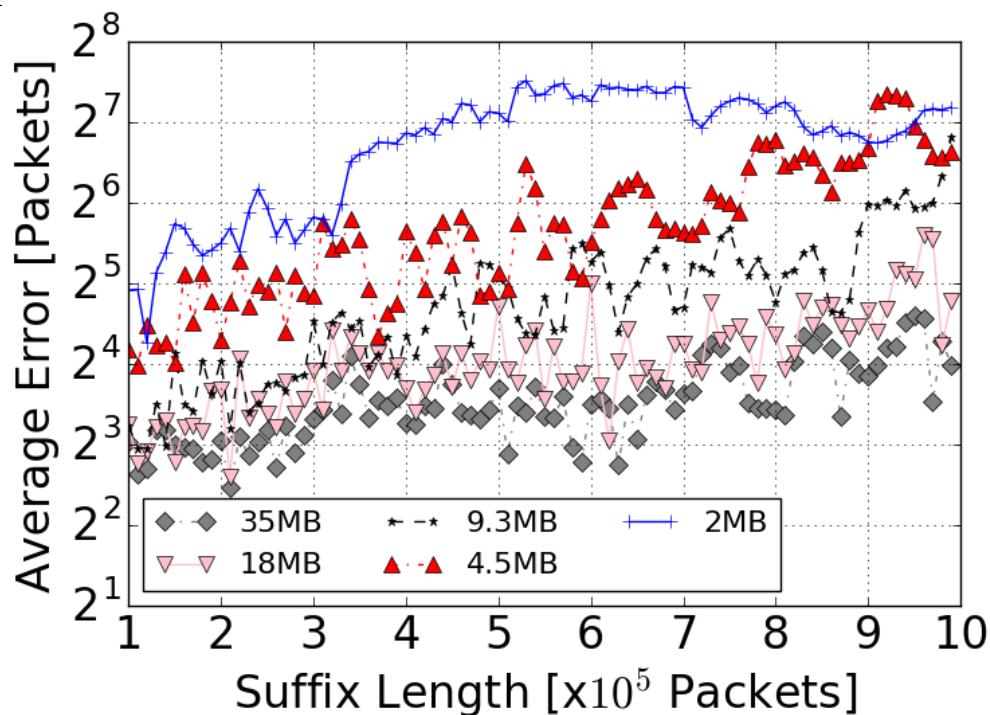 Average Error [Packets]
2^8
2^7
2^6
2^5
2^4
2^3
2^2
2^1
35MB
18MB
9.3MB
4.5MB
2MB
1 2 3 4 5 6 7 8 9 10
Suffix Length [x10^5 Packets]